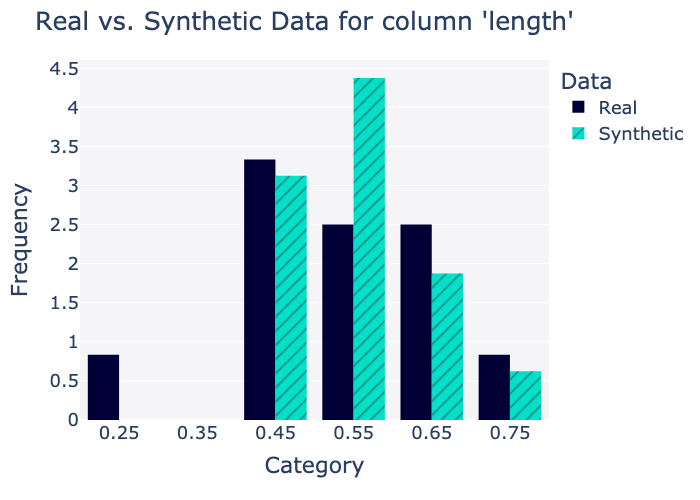 Real vs. Synthetic Data for column 'length'
Data
Real
Synthetic
Frequency
4.5
4
3.5
3
2.5
2
1.5
1
0.5
0
0.25 0.35 0.45 0.55 0.65 0.75
Category